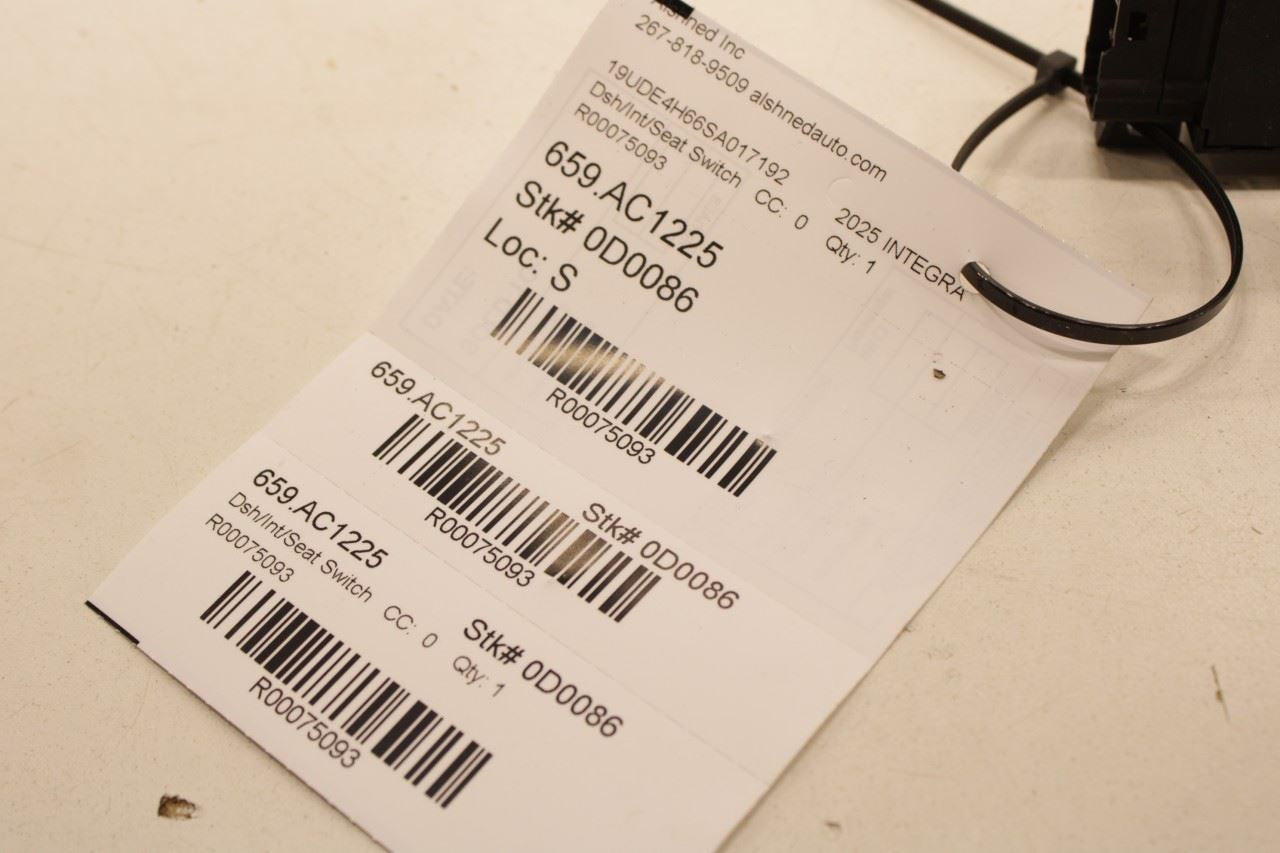 Alshned Inc
267-818-9509 alshnedauto.com
19UDE4H66SA017192 2025 INTEGRA
Dsh/Int/Seat Switch CC: 0 Qty: 1
R00075093
659.AC1225
Stk# 0D0086
Loc: S
R00075093
659.AC1225 Stk# 0D0086
R00075093
659.AC1225 Stk# 0D0086
Dsh/Int/Seat Switch CC: 0 Qty: 1
R00075093
R00075093